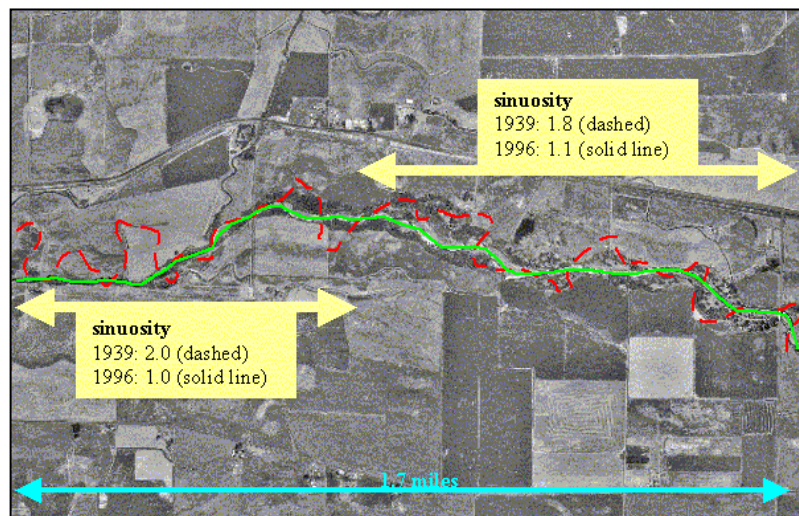 sinuosity
1939: 1.8 (dashed)
1996: 1.1 (solid line)
sinuosity
1939: 2.0 (dashed)
1996: 1.0 (solid line)
1.7 miles